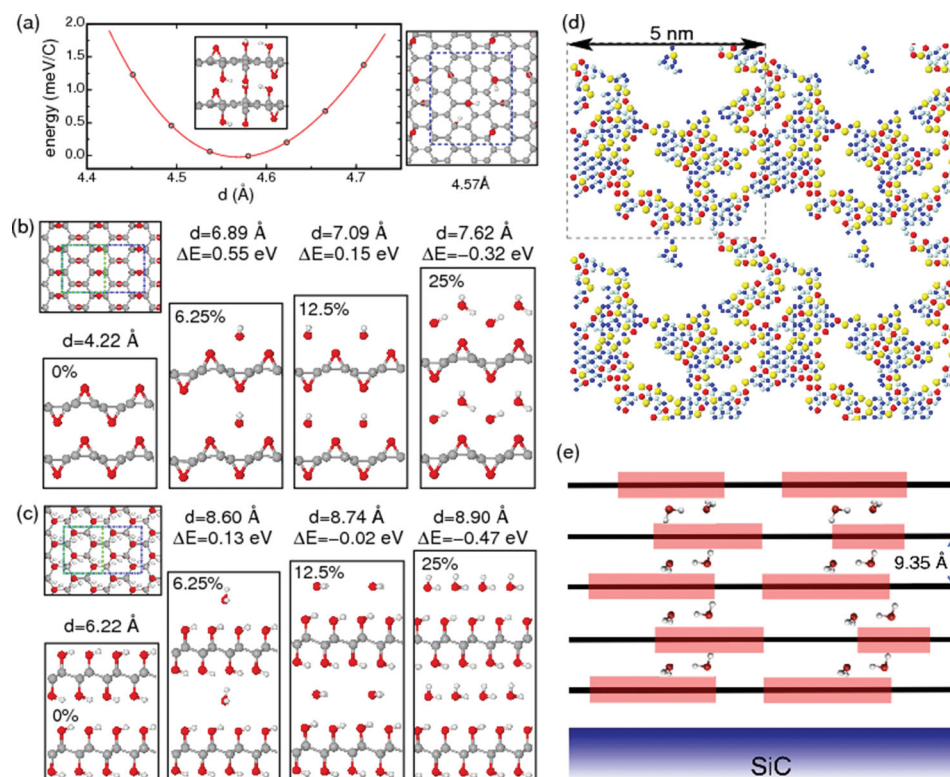 (a)
2.0
1.5
1.0
0.5
0.0
energy (meV/C)
4.4 4.5 4.6 4.7
d (Å)
4.57Å
(b)
d=6.89 Å
ΔE=0.55 eV
d=7.09 Å
ΔE=0.15 eV
d=7.62 Å
ΔE=−0.32 eV
d=4.22 Å
0%
6.25%
12.5%
25%
(c)
d=8.60 Å
ΔE=0.13 eV
d=8.74 Å
ΔE=−0.02 eV
d=8.90 Å
ΔE=−0.47 eV
d=6.22 Å
0%
6.25%
12.5%
25%
(d)
5 nm
(e)
9.35 Å
SiC